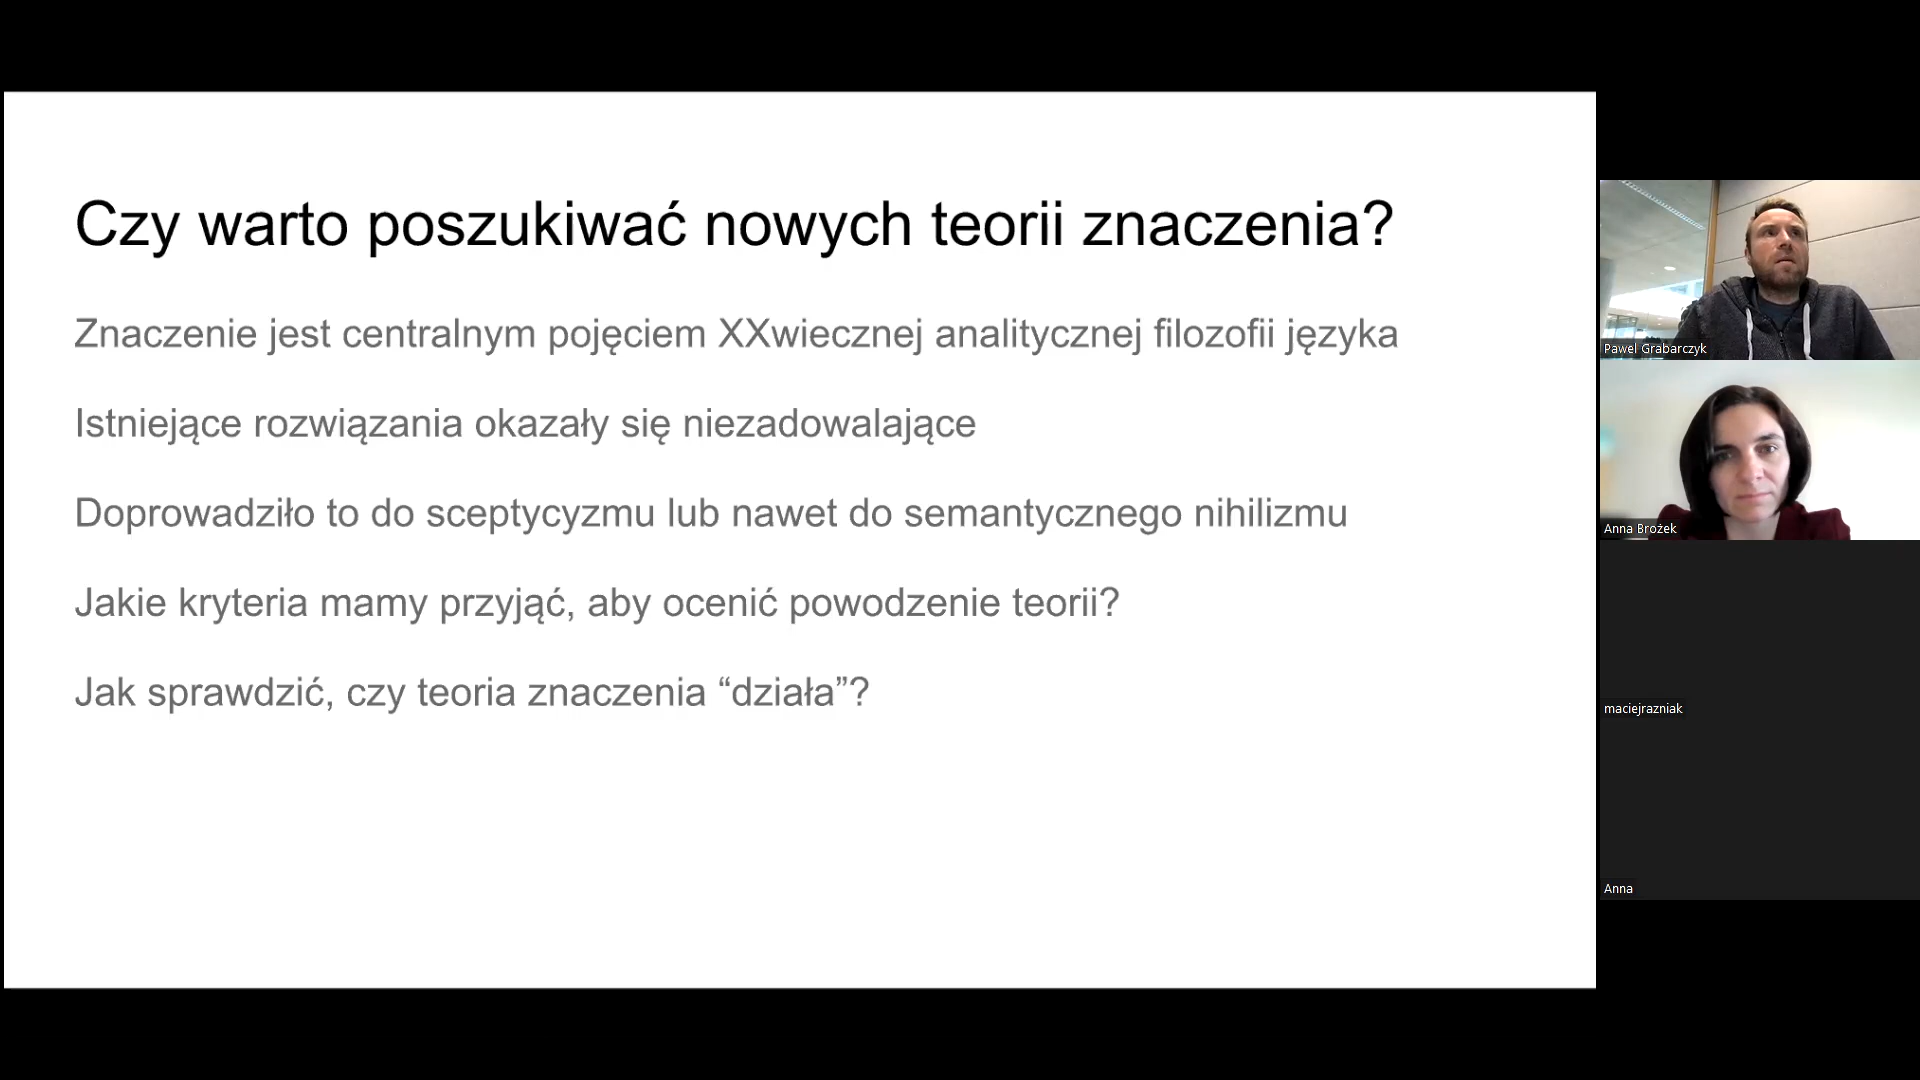 Czy warto poszukiwać nowych teorii znaczenia?
Znaczenie jest centralnym pojęciem XXwiecznej analitycznej filozofii języka
Istniejące rozwiązania okazały się niezadowalające
Doprowadziło to do sceptycyzmu lub nawet do semantycznego nihilizmu
Jakie kryteria mamy przyjąć, aby ocenić powodzenie teorii?
Jak sprawdzić, czy teoria znaczenia “działa”?
Pawel Grabarczyk
Anna Brożek
maciejrazniak
Anna